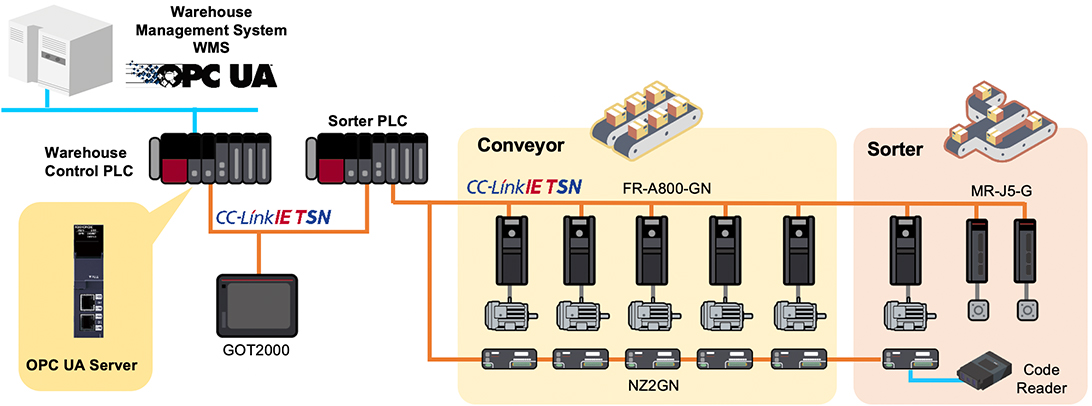 Warehouse
Management System
WMS
OPC UA
Sorter PLC
Warehouse
Control PLC
CC-Link IE TSN
OPC UA Server
GOT2000
Conveyor
CC-Link IE TSN
FR-A800-GN
NZ2GN
Sorter
MR-J5-G
Code
Reader